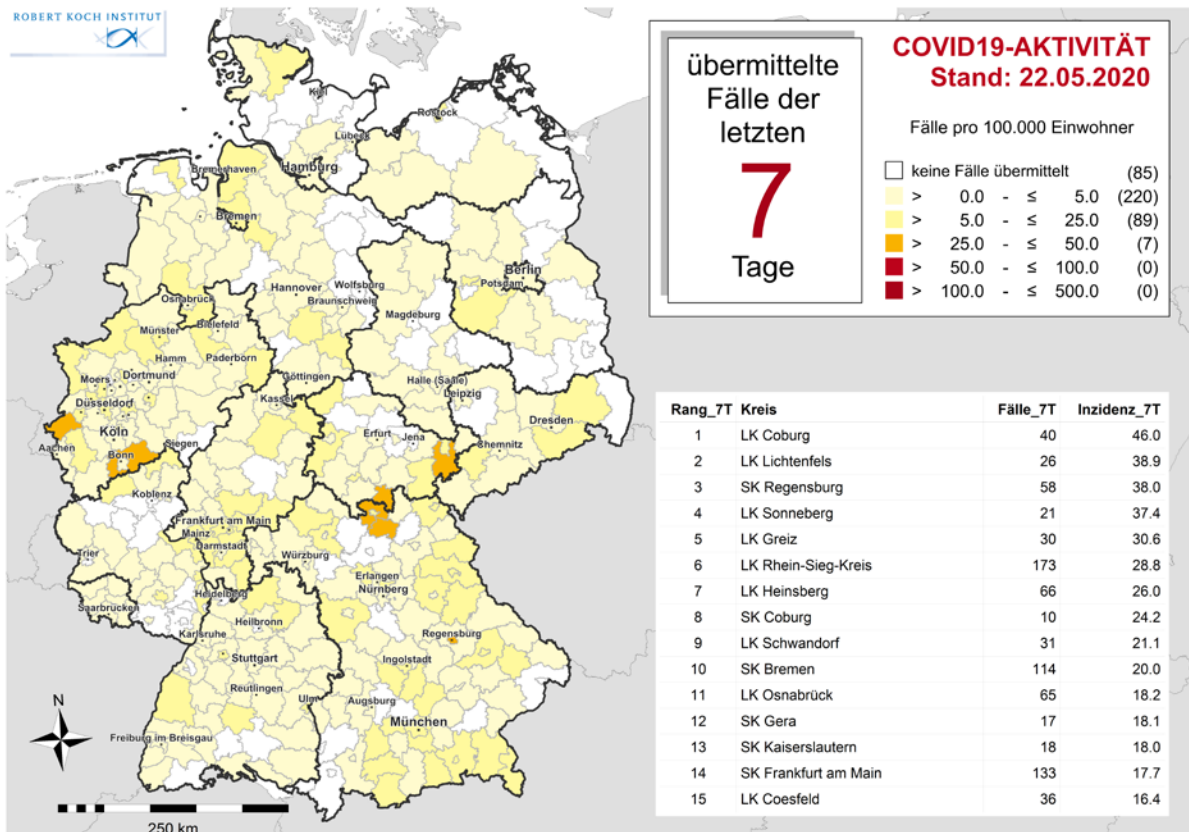 ROBERT KOCH INSTITUT
übermittelte
Fälle der
letzten
7
Tage
COVID19-AKTIVITÄT
Stand: 22.05.2020
Fälle pro 100.000 Einwohner
keine Fälle übermittelt (85)
> 0.0 - ≤ 5.0 (220)
> 5.0 - ≤ 25.0 (89)
> 25.0 - ≤ 50.0 (7)
> 50.0 - ≤ 100.0 (0)
> 100.0 - ≤ 500.0 (0)
Kiel
Rostock
Lübeck
Hamburg
Bremerhaven
Bremen
Berlin
Potsdam
Hannover
Wolfsburg
Braunschweig
Osnabrück
Magdeburg
Münster
Bielefeld
Hamm
Paderborn
Moers
Dortmund
Göttingen
Halle (Saale)
Leipzig
Kassel
Düsseldorf
Dresden
Köln
Erfurt
Jena
Chemnitz
Siegen
Aachen
Bonn
Koblenz
Frankfurt am Main
Mainz
Darmstadt
Trier
Würzburg
Erlangen
Nürnberg
Heidelberg
Saarbrücken
Heilbronn
Karlsruhe
Regensburg
Stuttgart
Ingolstadt
Reutlingen
Ulm
Augsburg
München
Freiburg im Breisgau
N
250 km
Rang_7T Kreis Fälle_7T Inzidenz_7T
1 LK Coburg 40 46.0
2 LK Lichtenfels 26 38.9
3 SK Regensburg 58 38.0
4 LK Sonneberg 21 37.4
5 LK Greiz 30 30.6
6 LK Rhein-Sieg-Kreis 173 28.8
7 LK Heinsberg 66 26.0
8 SK Coburg 10 24.2
9 LK Schwandorf 31 21.1
10 SK Bremen 114 20.0
11 LK Osnabrück 65 18.2
12 SK Gera 17 18.1
13 SK Kaiserslautern 18 18.0
14 SK Frankfurt am Main 133 17.7
15 LK Coesfeld 36 16.4